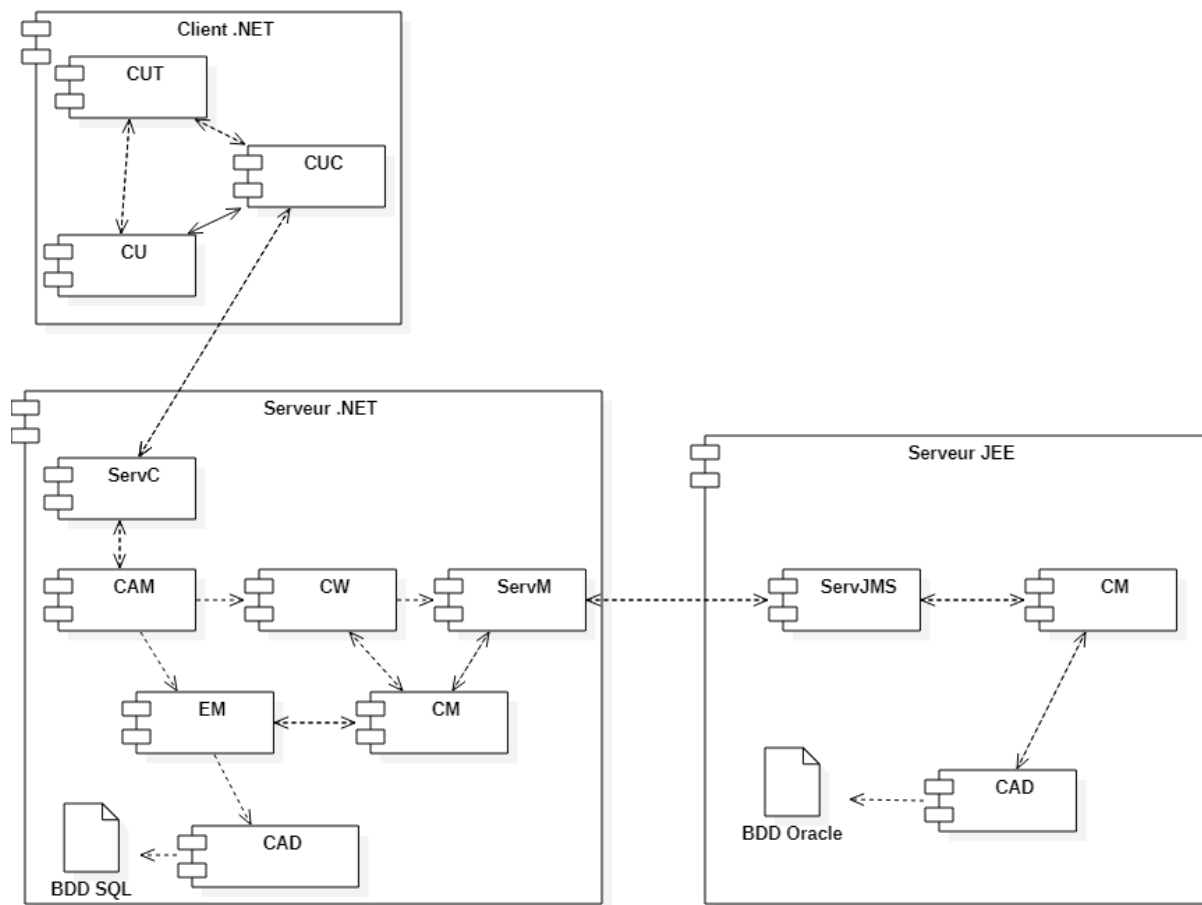 Client .NET
CUT
CUC
CU
Serveur .NET
ServC
CAM
CW
ServM
EM
CM
CAD
BDD SQL
Serveur JEE
ServJMS
CM
CAD
BDD Oracle